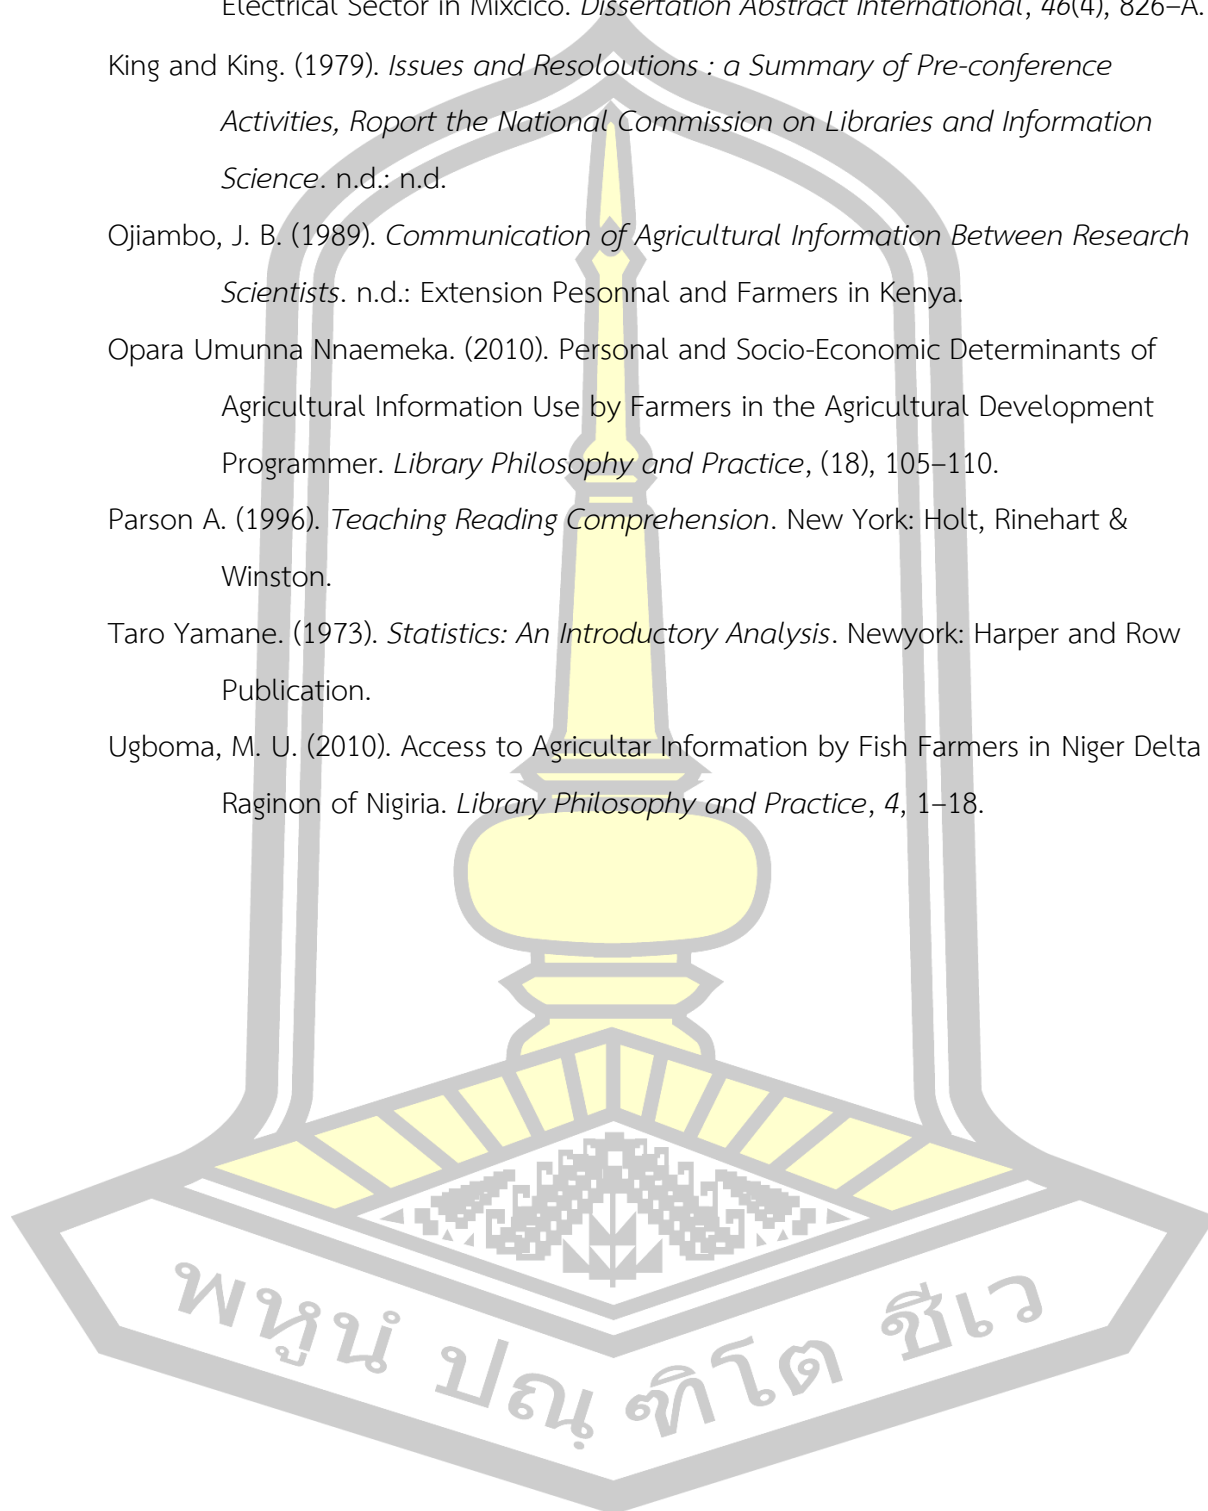 Electrical Sector in Mixcico. Dissertation Abstract International, 46(4), 826–A.
King and King. (1979). Issues and Resoloutions : a Summary of Pre-conference
Activities, Roport the National Commission on Libraries and Information
Science. n.d.: n.d.
Ojiambo, J. B. (1989). Communication of Agricultural Information Between Research
Scientists. n.d.: Extension Pesonnal and Farmers in Kenya.
Opara Umunna Nnaemeka. (2010). Personal and Socio-Economic Determinants of
Agricultural Information Use by Farmers in the Agricultural Development
Programmer. Library Philosophy and Practice, (18), 105–110.
Parson A. (1996). Teaching Reading Comprehension. New York: Holt, Rinehart &
Winston.
Taro Yamane. (1973). Statistics: An Introductory Analysis. Newyork: Harper and Row
Publication.
Ugboma, M. U. (2010). Access to Agricultar Information by Fish Farmers in Niger Delta
Raginon of Nigiria. Library Philosophy and Practice, 4, 1–18.
พหูนํ ปณฺฑิโต ชีเว